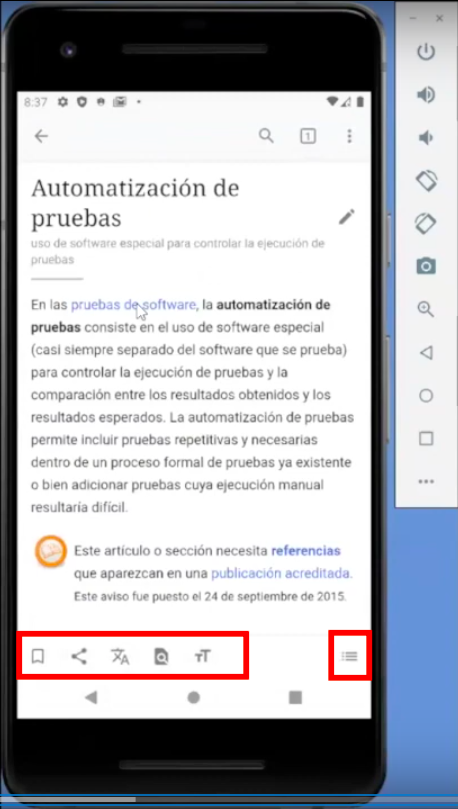 8:37
1
Automatización de
pruebas
uso de software especial para controlar la ejecución de
pruebas
En las pruebas de software, la automatización de
pruebas consiste en el uso de software especial
(casi siempre separado del software que se prueba)
para controlar la ejecución de pruebas y la
comparación entre los resultados obtenidos y los
resultados esperados. La automatización de pruebas
permite incluir pruebas repetitivas y necesarias
dentro de un proceso formal de pruebas ya existente
o bien adicionar pruebas cuya ejecución manual
resultaría difícil.
Este artículo o sección necesita referencias
que aparezcan en una publicación acreditada.
Este aviso fue puesto el 24 de septiembre de 2015.